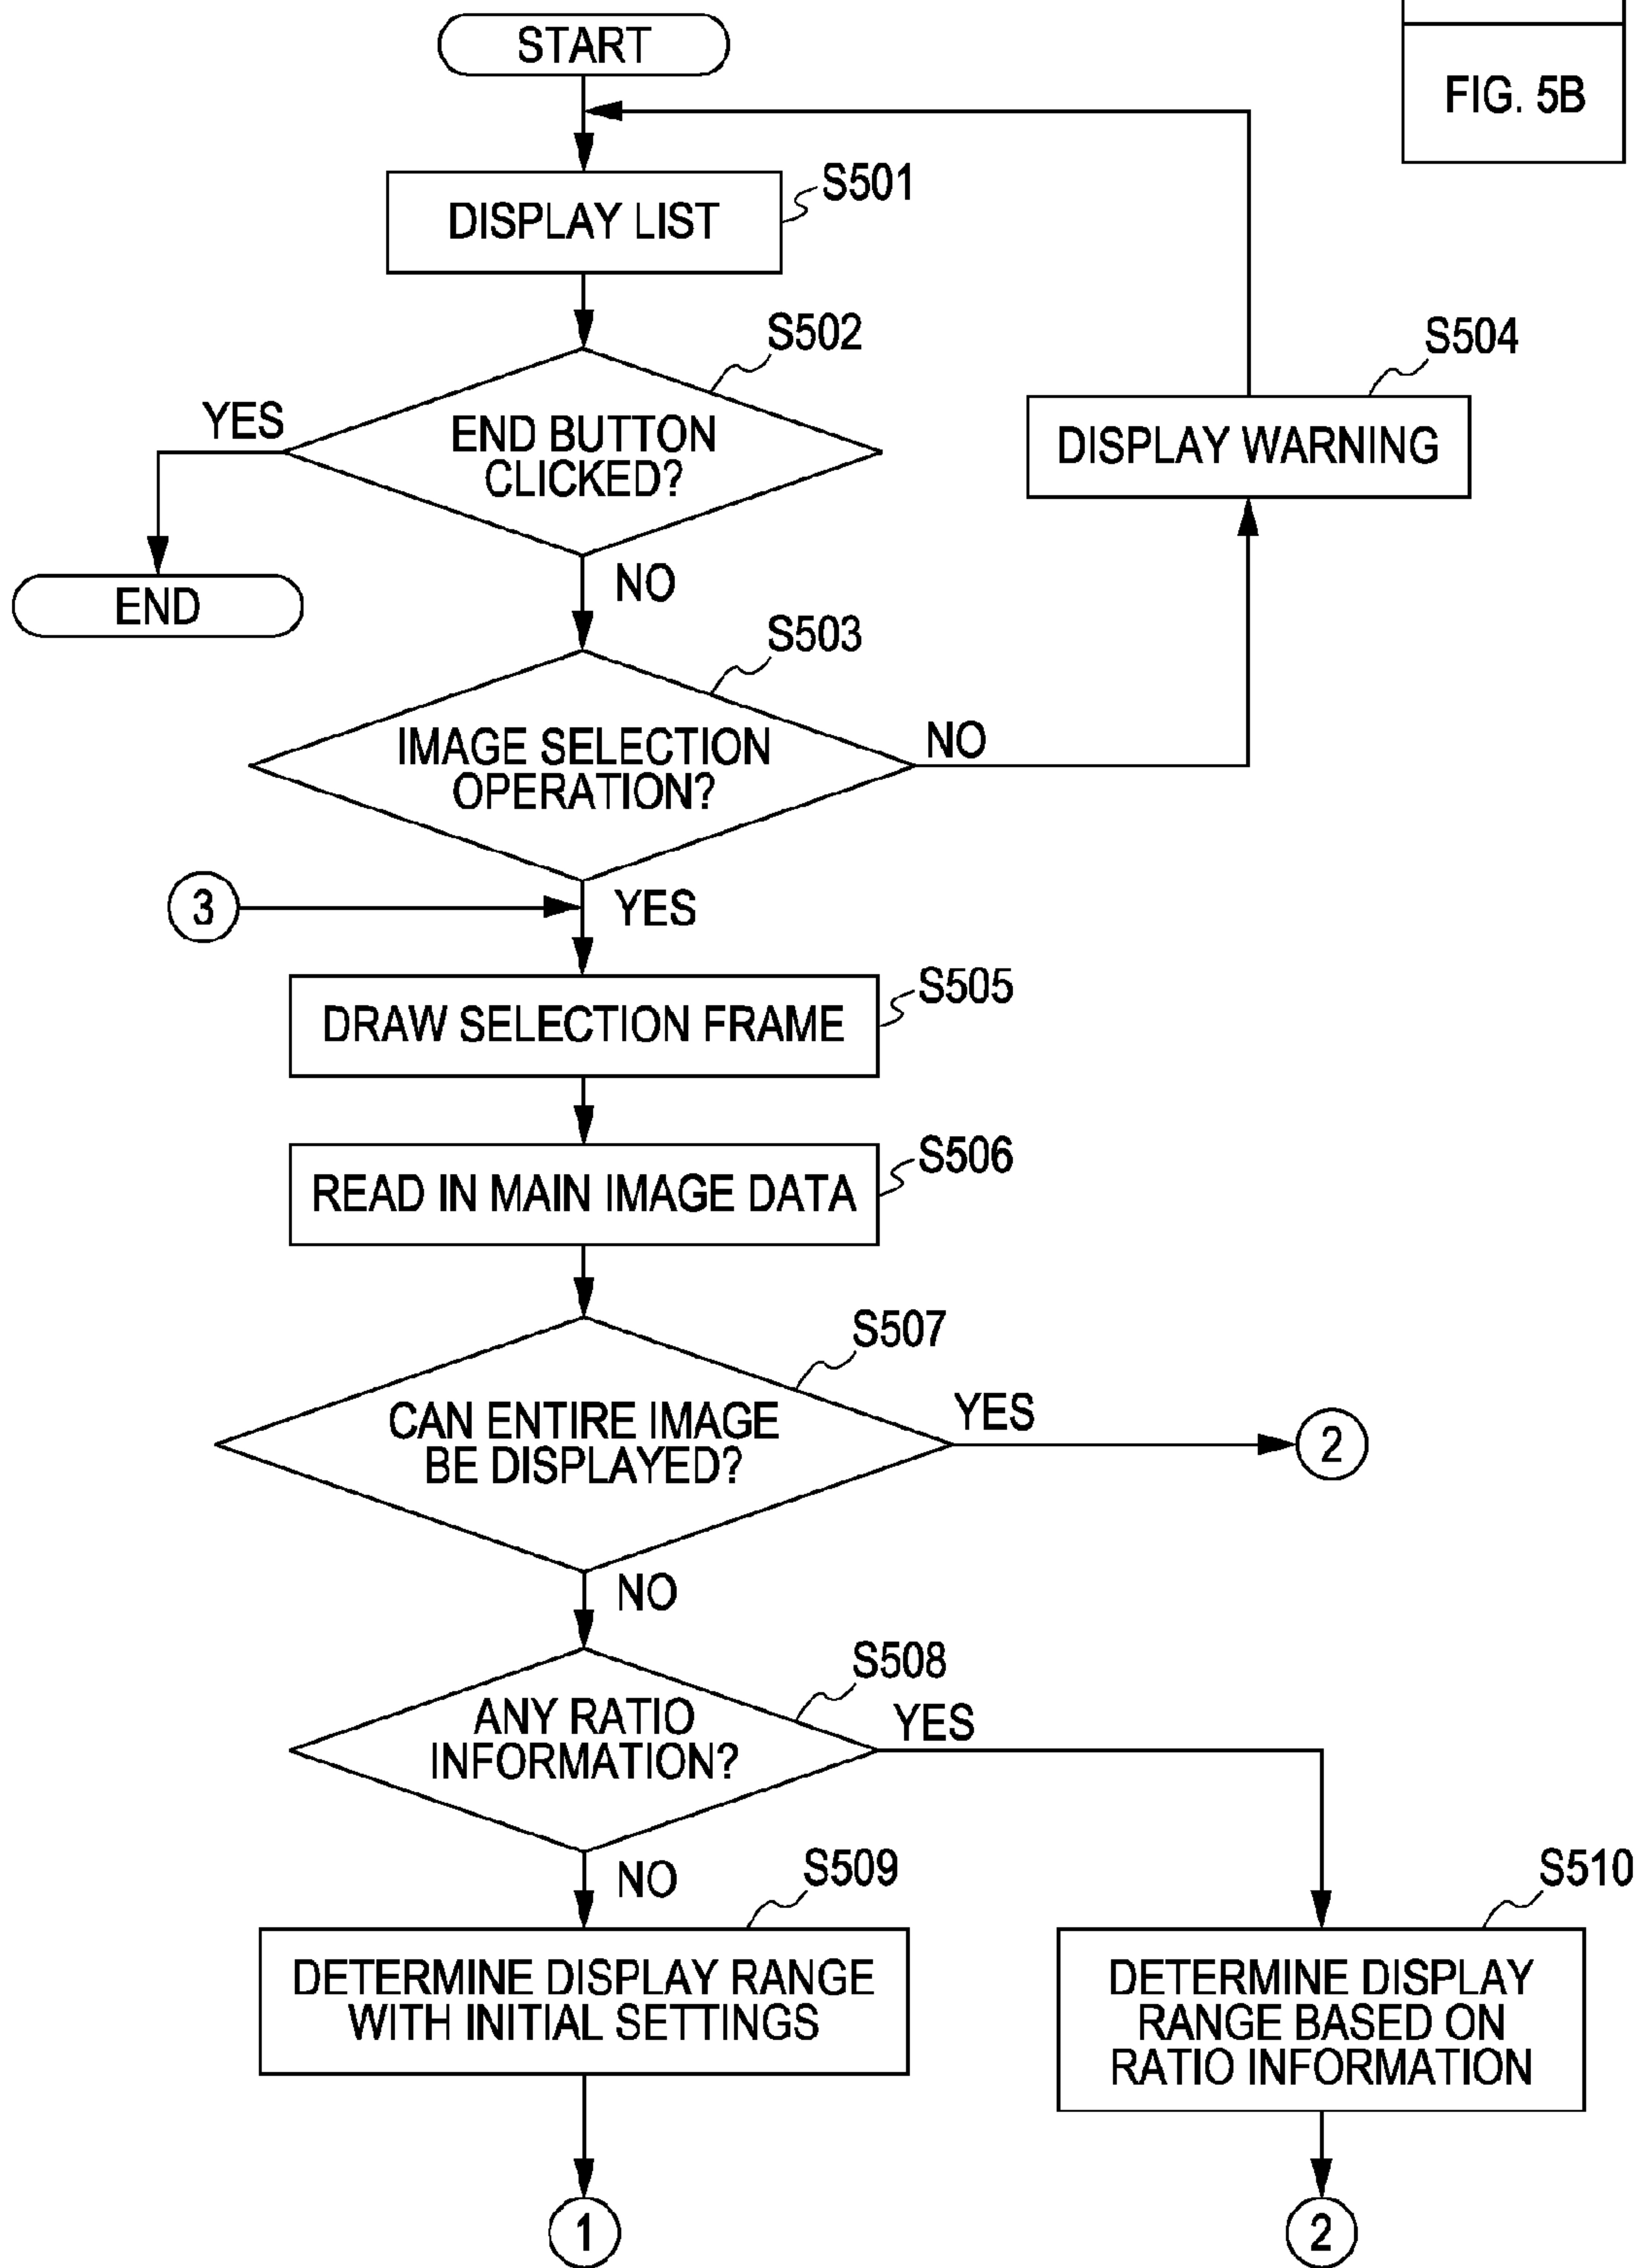 FIG. 5B
START
S501
DISPLAY LIST
S502
YES
END BUTTON
CLICKED?
S504
DISPLAY WARNING
END
NO
S503
IMAGE SELECTION
OPERATION?
NO
3
YES
S505
DRAW SELECTION FRAME
S506
READ IN MAIN IMAGE DATA
S507
CAN ENTIRE IMAGE
BE DISPLAYED?
YES
2
NO
S508
ANY RATIO
INFORMATION?
YES
NO
S509
DETERMINE DISPLAY RANGE
WITH INITIAL SETTINGS
S510
DETERMINE DISPLAY
RANGE BASED ON
RATIO INFORMATION
1
2